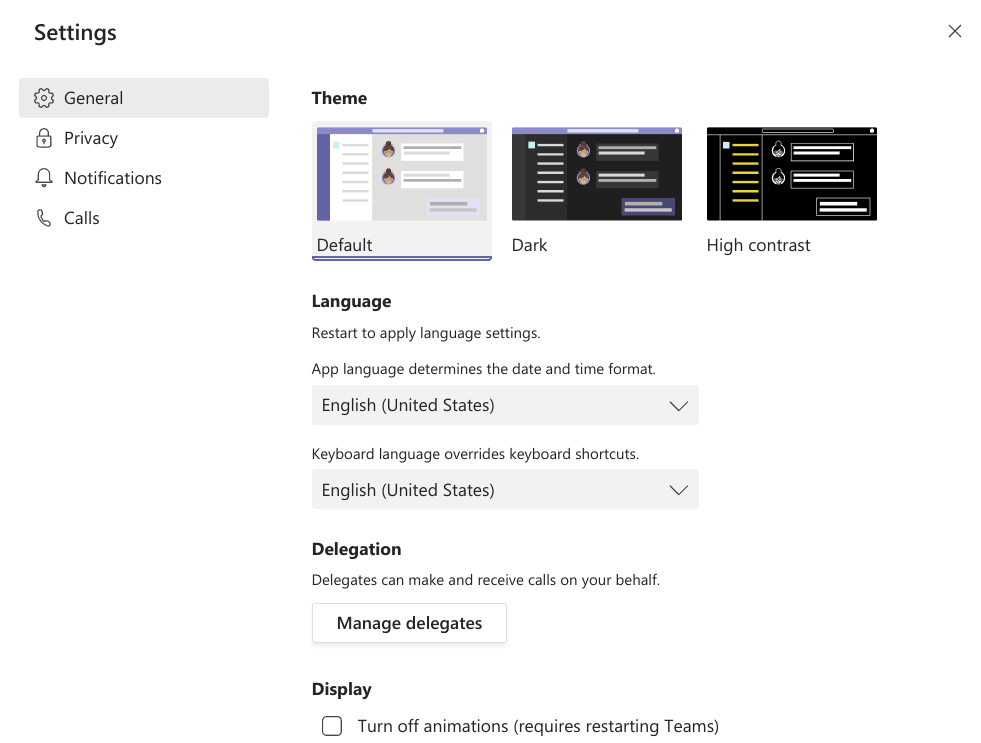 Settings
General
Privacy
Notifications
Calls
Theme
Default
Dark
High contrast
Language
Restart to apply language settings.
App language determines the date and time format.
English (United States)
Keyboard language overrides keyboard shortcuts.
English (United States)
Delegation
Delegates can make and receive calls on your behalf.
Manage delegates
Display
Turn off animations (requires restarting Teams)